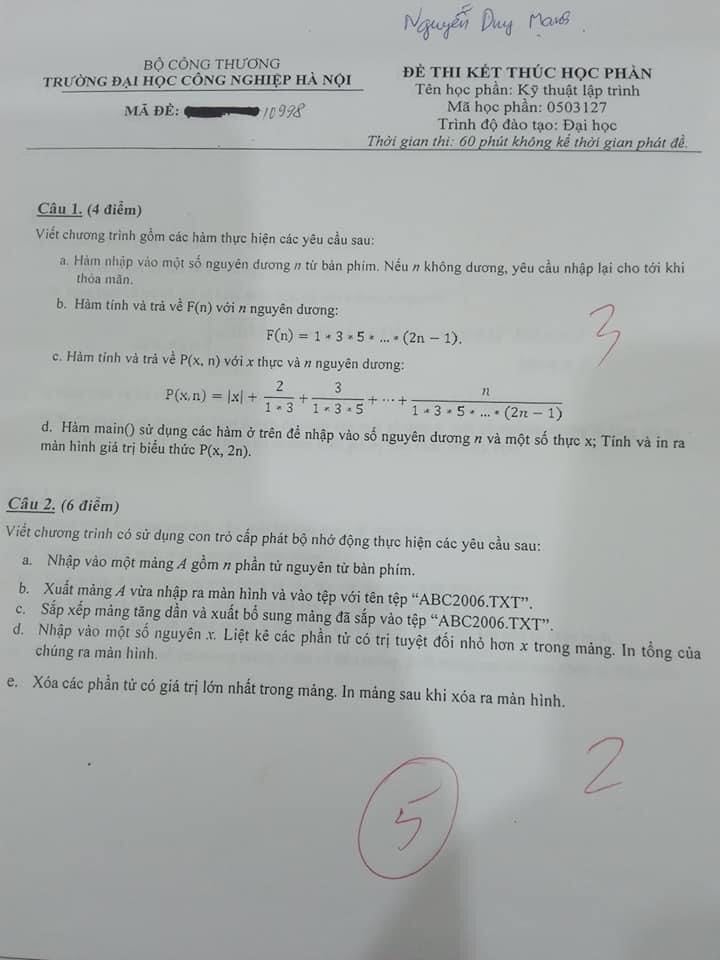 Nguyễn Duy Mạnh
BỘ CÔNG THƯƠNG
TRƯỜNG ĐẠI HỌC CÔNG NGHIỆP HÀ NỘI
MÃ ĐỀ: 10998
ĐỀ THI KẾT THÚC HỌC PHẦN
Tên học phần: Kỹ thuật lập trình
Mã học phần: 0503127
Trình độ đào tạo: Đại học
Thời gian thi: 60 phút không kể thời gian phát đề.
Câu 1. (4 điểm)
Viết chương trình gồm các hàm thực hiện các yêu cầu sau:
a. Hàm nhập vào một số nguyên dương n từ bàn phím. Nếu n không dương, yêu cầu nhập lại cho tới khi
thỏa mãn.
b. Hàm tính và trả về F(n) với n nguyên dương:
F(n) = 1 * 3 * 5 * ... * (2n − 1).
3
c. Hàm tính và trả về P(x, n) với x thực và n nguyên dương:
P(x, n) = |x| + 2/(1 * 3) + 3/(1 * 3 * 5) + ⋯ + n/(1 * 3 * 5 * ... * (2n − 1))
d. Hàm main() sử dụng các hàm ở trên để nhập vào số nguyên dương n và một số thực x; Tính và in ra
màn hình giá trị biểu thức P(x, 2n).
Câu 2. (6 điểm)
Viết chương trình có sử dụng con trỏ cấp phát bộ nhớ động thực hiện các yêu cầu sau:
a. Nhập vào một mảng A gồm n phần tử nguyên từ bàn phím.
b. Xuất mảng A vừa nhập ra màn hình và vào tệp với tên tệp “ABC2006.TXT”.
c. Sắp xếp mảng tăng dần và xuất bổ sung mảng đã sắp vào tệp “ABC2006.TXT”.
d. Nhập vào một số nguyên x. Liệt kê các phần tử có trị tuyệt đối nhỏ hơn x trong mảng. In tổng của
chúng ra màn hình.
e. Xóa các phần tử có giá trị lớn nhất trong mảng. In mảng sau khi xóa ra màn hình.
2
5